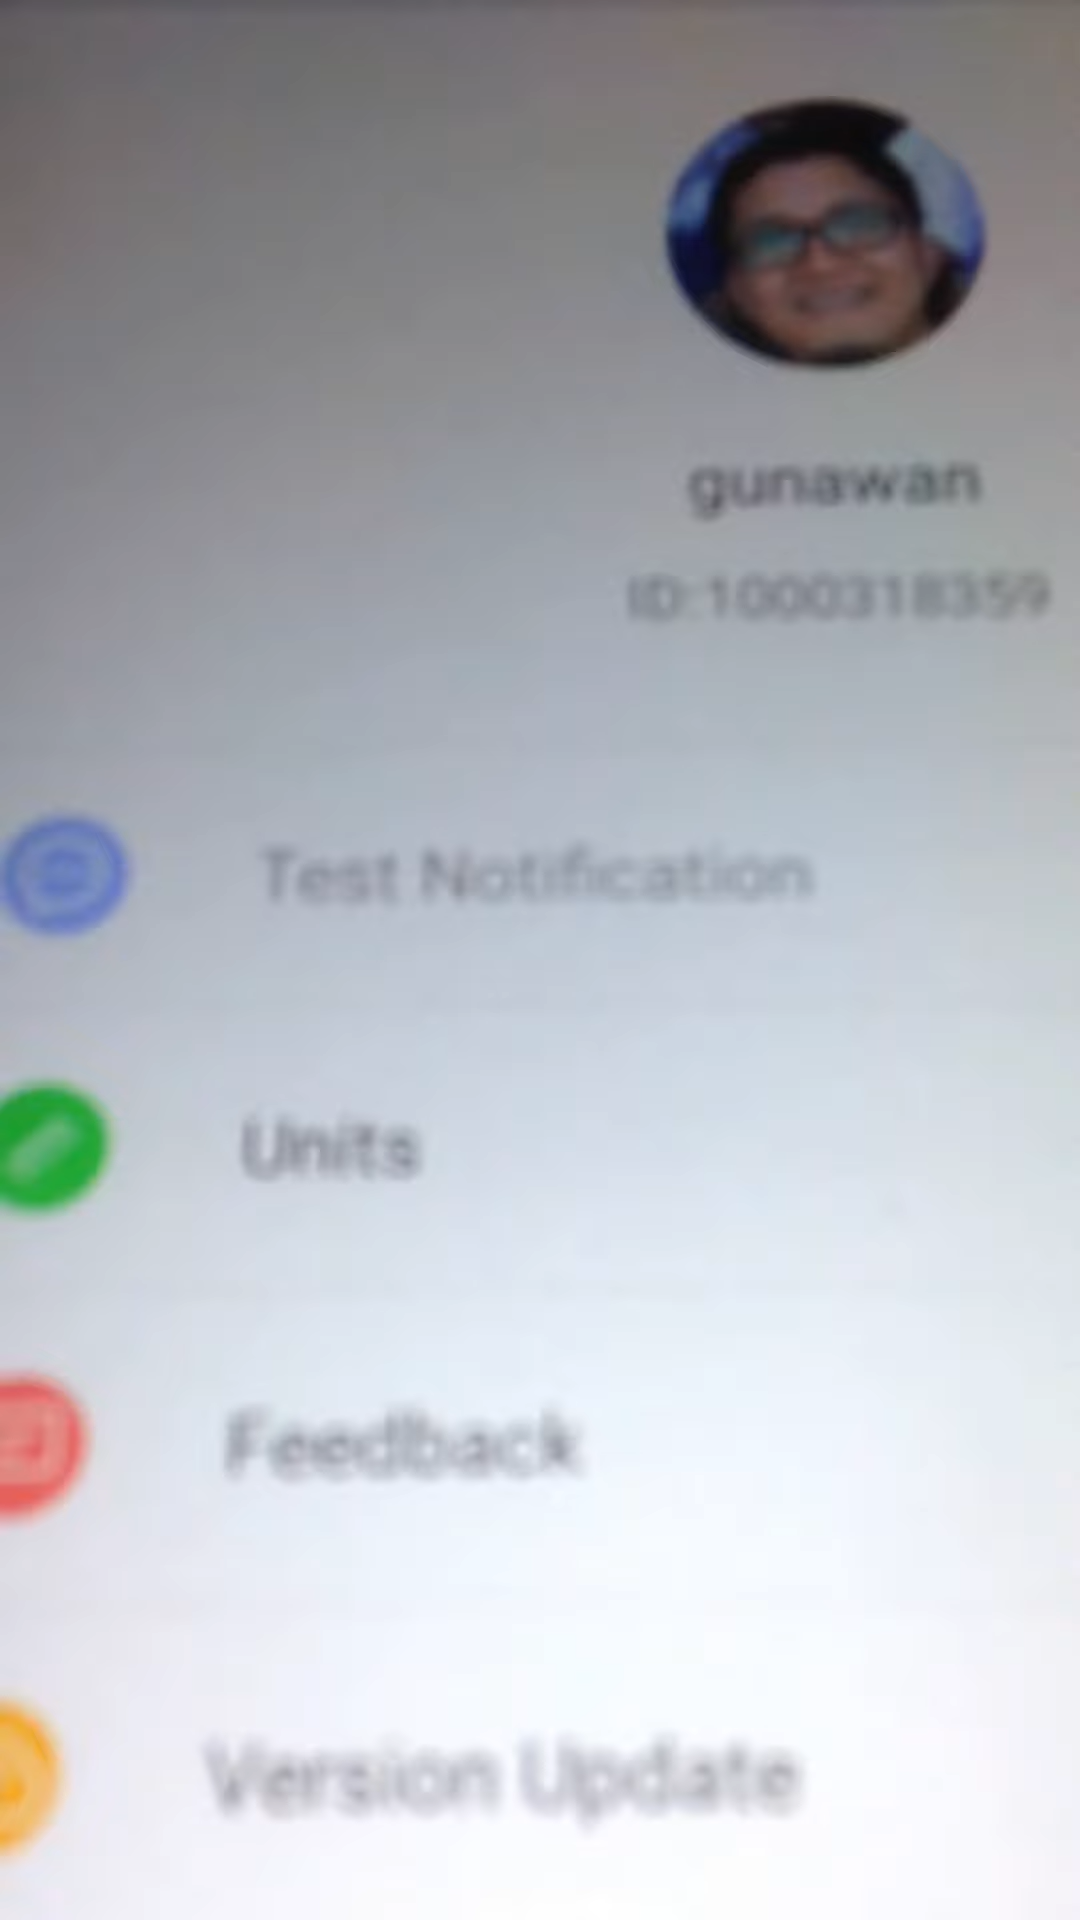 gunawan
ID:1000318359
Test Notification
Units
Feedback
Version Update